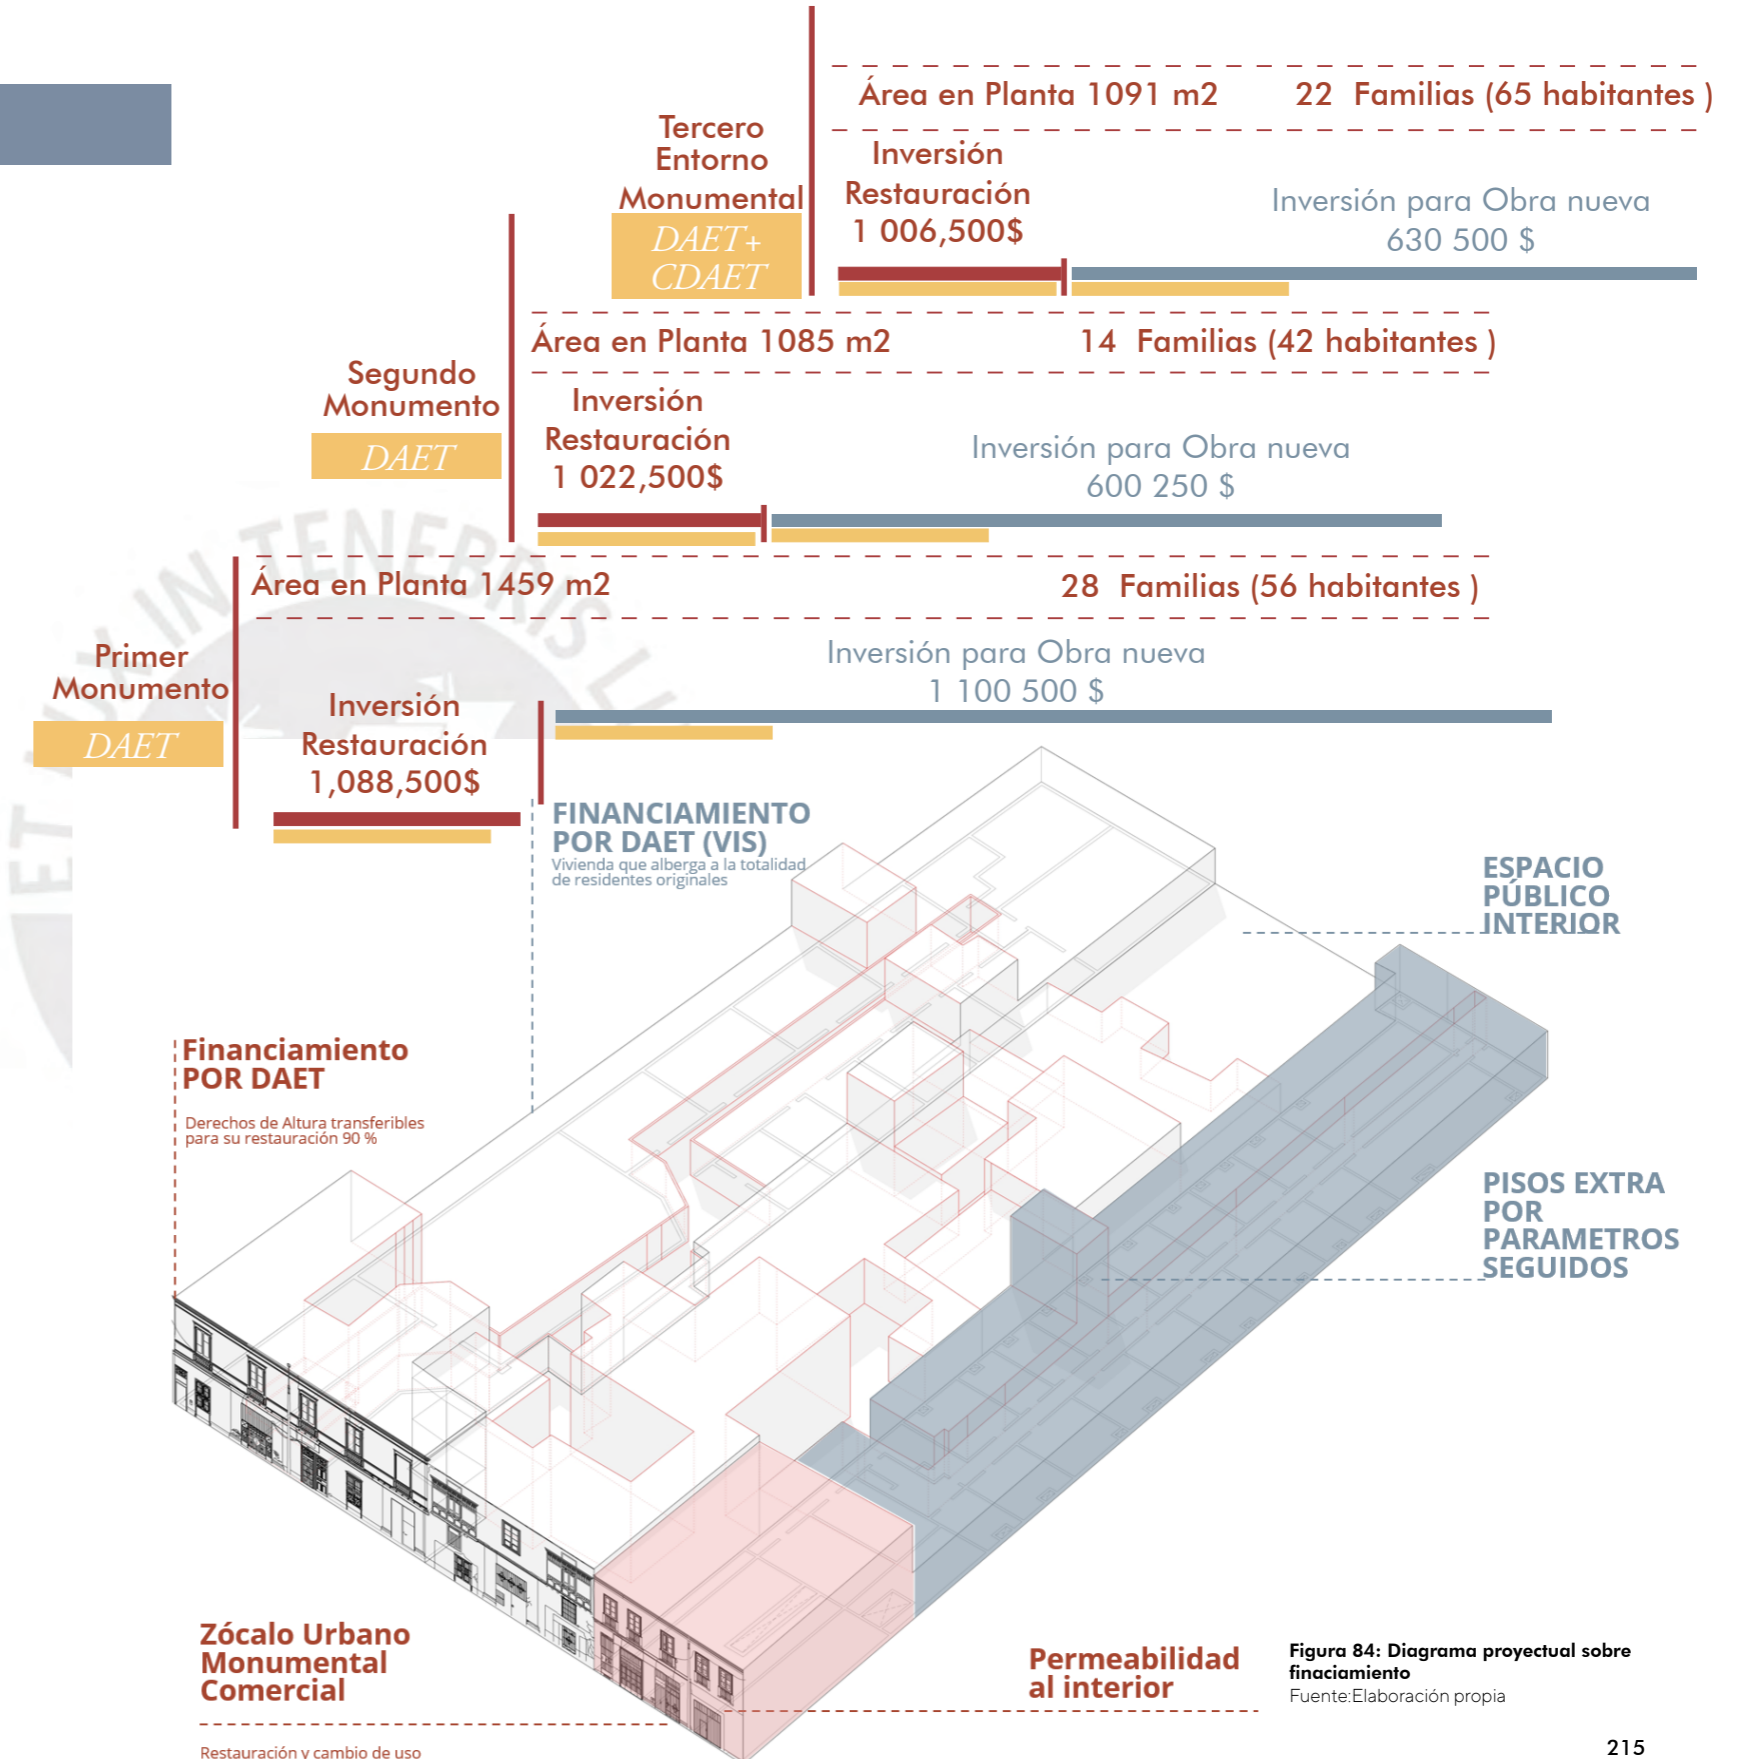 Área en Planta 1091 m2 22 Familias (65 habitantes )
Tercero
Entorno
Monumental
DAET+
CDAET
Inversión
Restauración
1 006,500$
Inversión para Obra nueva
630 500 $
Área en Planta 1085 m2 14 Familias (42 habitantes )
Segundo
Monumento
DAET
Inversión
Restauración
1 022,500$
Inversión para Obra nueva
600 250 $
Área en Planta 1459 m2 28 Familias (56 habitantes )
Primer
Monumento
DAET
Inversión
Restauración
1,088,500$
Inversión para Obra nueva
1 100 500 $
ET LUX IN TENEBRIS LU
FINANCIAMIENTO
POR DAET (VIS)
Vivienda que alberga a la totalidad
de residentes originales
ESPACIO
PÚBLICO
INTERIOR
Financiamiento
POR DAET
Derechos de Altura transferibles
para su restauración 90 %
PISOS EXTRA
POR
PARAMETROS
SEGUIDOS
Zócalo Urbano
Monumental
Comercial
Restauración y cambio de uso
Permeabilidad
al interior
Figura 84: Diagrama proyectual sobre
finaciamiento
Fuente:Elaboración propia
215